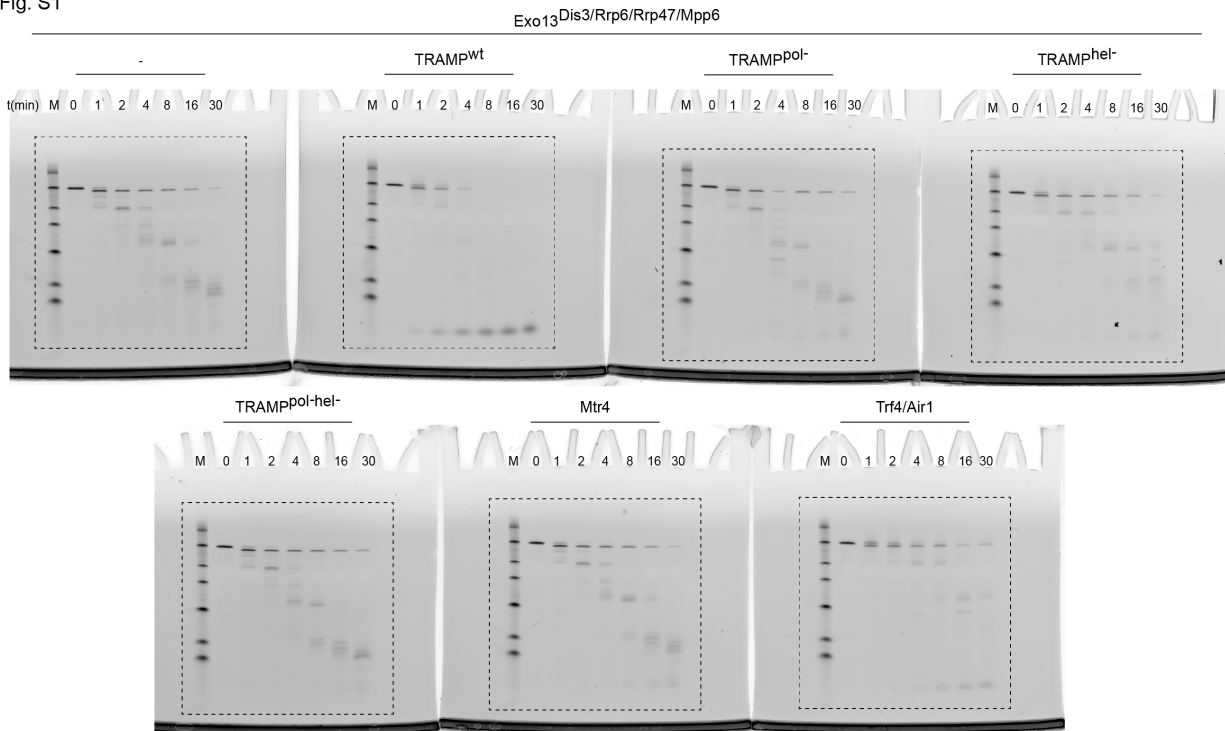 Fig. S1
Exo13Dis3/Rrp6/Rrp47/Mpp6
- TRAMPwt TRAMPpol- TRAMPhel-
t(min) M 0 1 2 4 8 16 30 M 0 1 2 4 8 16 30 M 0 1 2 4 8 16 30 M 0 1 2 4 8 16 30
TRAMPpol-hel- Mtr4 Trf4/Air1
M 0 1 2 4 8 16 30 M 0 1 2 4 8 16 30 M 0 1 2 4 8 16 30